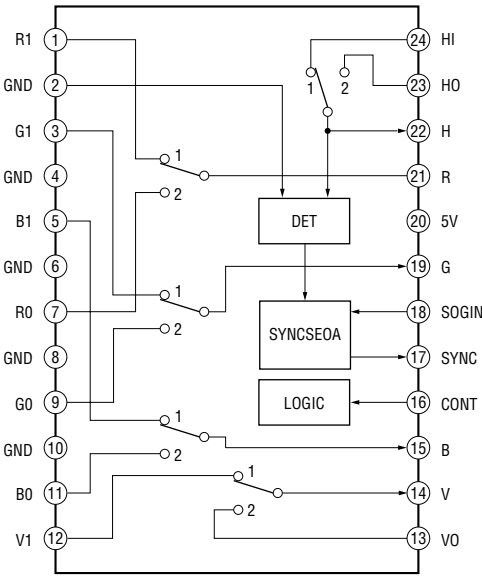 R1 1
GND 2
G1 3
GND 4
B1 5
GND 6
R0 7
GND 8
G0 9
GND 10
B0 11
V1 12
24 HI
23 HO
22 H
21 R
20 5V
19 G
18 SOGIN
17 SYNC
16 CONT
15 B
14 V
13 VO
1 2
1
2
DET
1
2
SYNCSEOA
LOGIC
1
2
1
2